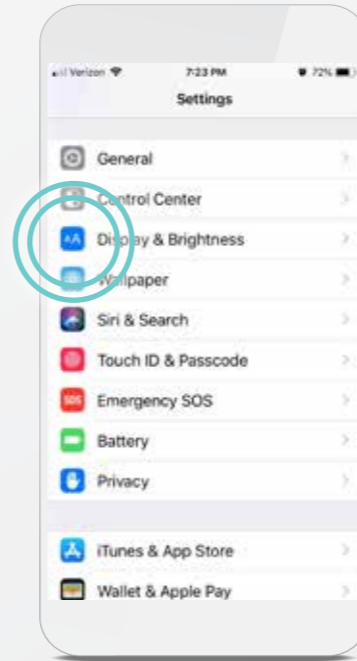 Verizon 7:23 PM 72%
Settings
General
Control Center
AA Display & Brightness
Wallpaper
Siri & Search
Touch ID & Passcode
SOS Emergency SOS
Battery
Privacy
iTunes & App Store
Wallet & Apple Pay